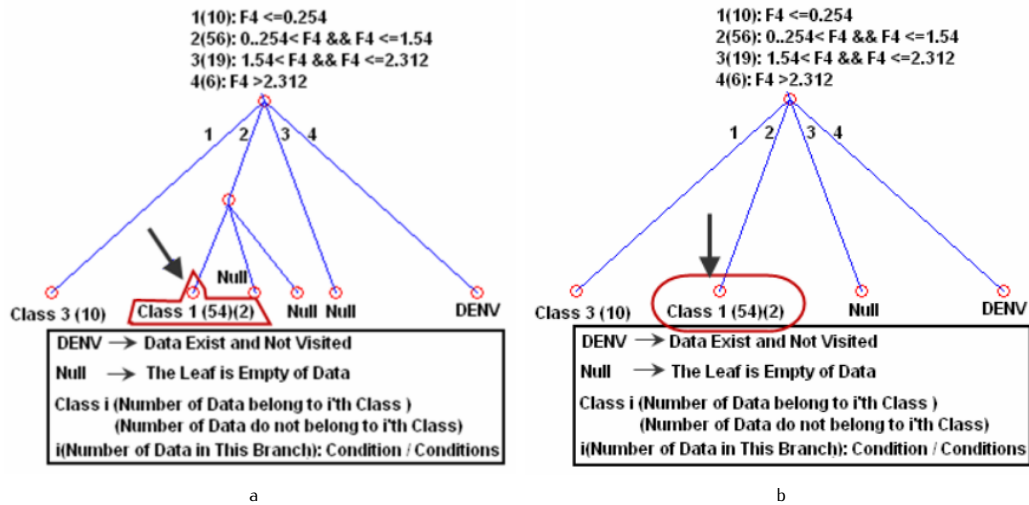 1(10): F4 <=0.254
2(56): 0..254< F4 && F4 <=1.54
3(19): 1.54< F4 && F4 <=2.312
4(6): F4 >2.312
1 2 3 4
Null
Class 3 (10) Class 1 (54)(2) Null Null DENV
DENV → Data Exist and Not Visited
Null → The Leaf is Empty of Data
Class i (Number of Data belong to i'th Class )
(Number of Data do not belong to i'th Class)
i(Number of Data in This Branch): Condition / Conditions
a
1(10): F4 <=0.254
2(56): 0..254< F4 && F4 <=1.54
3(19): 1.54< F4 && F4 <=2.312
4(6): F4 >2.312
1 2 3 4
Class 3 (10) Class 1 (54)(2) Null DENV
DENV → Data Exist and Not Visited
Null → The Leaf is Empty of Data
Class i (Number of Data belong to i'th Class )
(Number of Data do not belong to i'th Class)
i(Number of Data in This Branch): Condition / Conditions
b